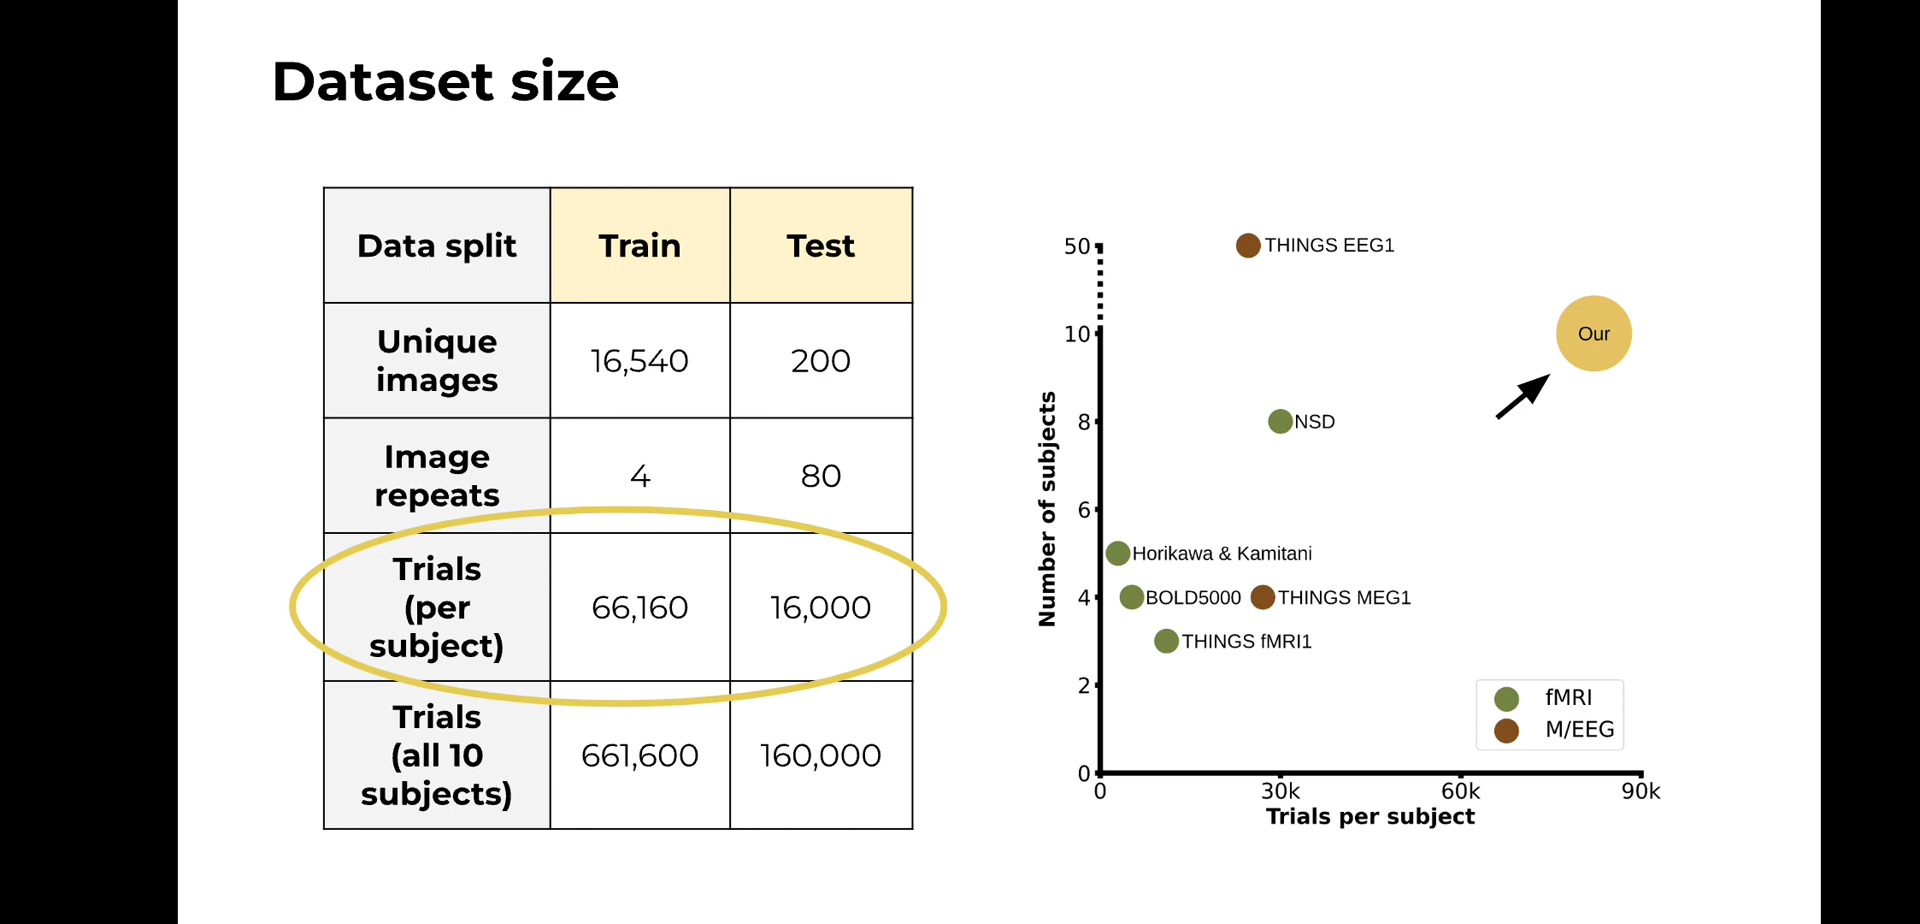 Dataset size
Data split
Train
Test
Unique
images
16,540
200
Image
repeats
4
80
Trials
(per
subject)
66,160
16,000
Trials
(all 10
subjects)
661,600
160,000
50
10
8
6
4
2
0
Number of subjects
THINGS EEG1
Our
NSD
Horikawa & Kamitani
BOLD5000
THINGS MEG1
THINGS fMRI1
fMRI
M/EEG
0
30k
60k
90k
Trials per subject